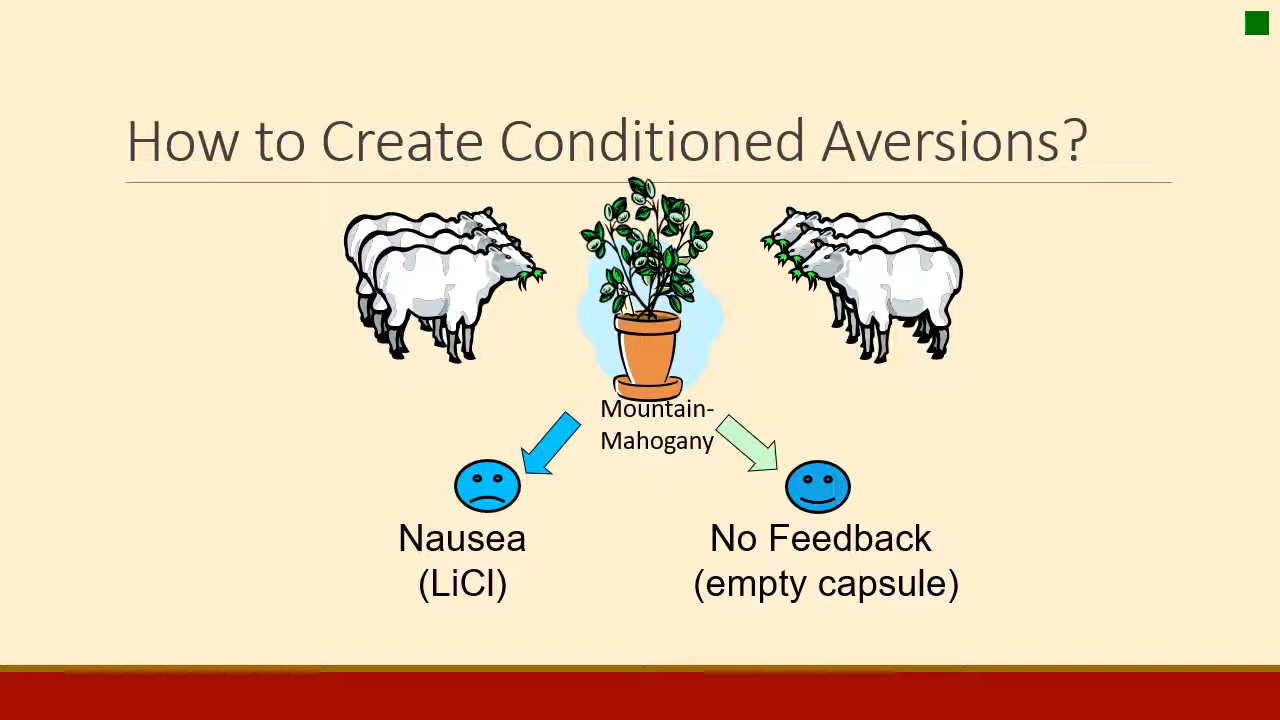 How to Create Conditioned Aversions?
Mountain-
Mahogany
Nausea
(LiCl)
No Feedback
(empty capsule)